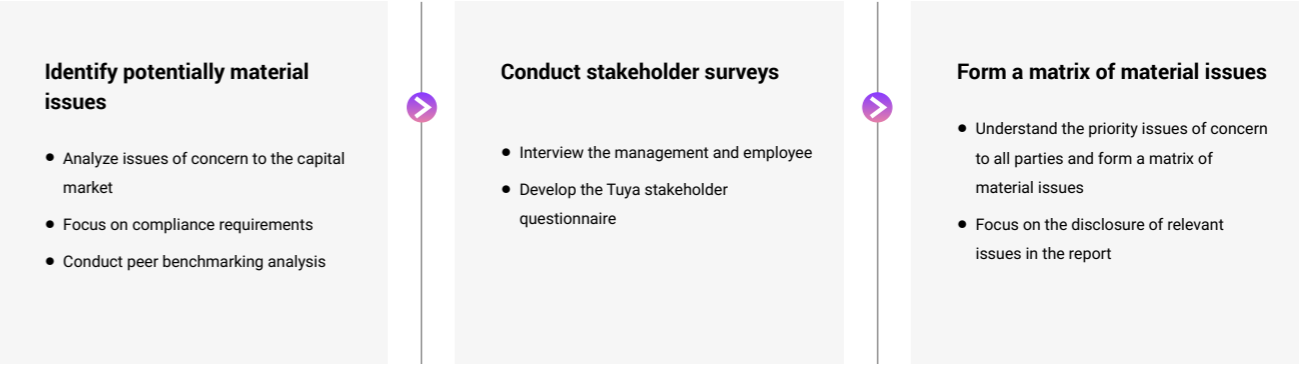 Identify potentially material
issues
● Analyze issues of concern to the capital
market
● Focus on compliance requirements
● Conduct peer benchmarking analysis
Conduct stakeholder surveys
● Interview the management and employee
● Develop the Tuya stakeholder
questionnaire
Form a matrix of material issues
● Understand the priority issues of concern
to all parties and form a matrix of
material issues
● Focus on the disclosure of relevant
issues in the report